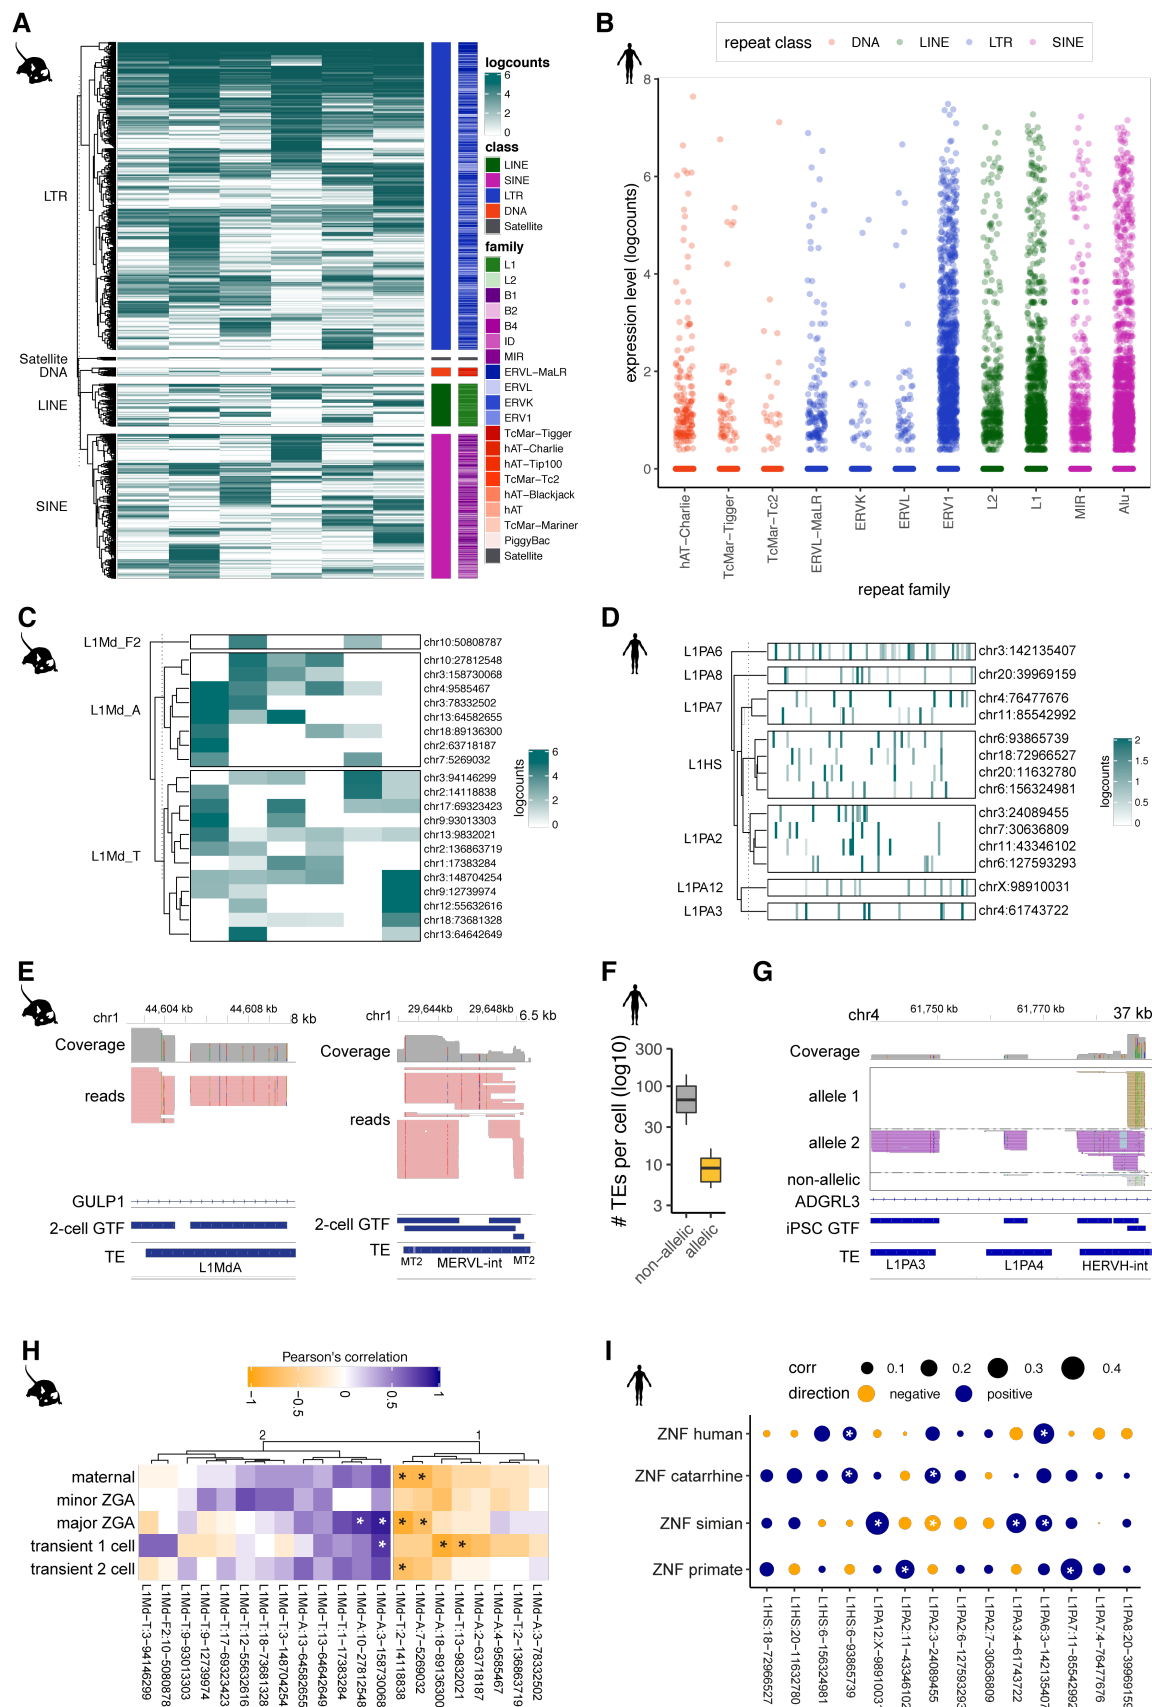 A
logcounts
6
4
2
0
class
LINE
SINE
LTR
DNA
Satellite
family
L1
L2
B1
B2
B4
ID
MIR
ERVL-MaLR
ERVL
ERVK
ERV1
TcMar-Tigger
hAT-Charlie
hAT-Tip100
TcMar-Tc2
hAT-Blackjack
hAT
TcMar-Mariner
PiggyBac
Satellite
LTR
Satellite
DNA
LINE
SINE
B
repeat class DNA LINE LTR SINE
expression level (logcounts)
8
6
4
2
0
hAT-Charlie
TcMar-Tigger
TcMar-Tc2
ERVL-MaLR
ERVK
ERVL
ERV1
L2
L1
MIR
Alu
repeat family
C
L1Md_F2
L1Md_A
L1Md_T
chr10:50808787
chr10:27812548
chr3:158730068
chr4:9585467
chr3:78332502
chr13:64582655
chr18:89136300
chr2:63718187
chr7:5269032
chr3:94146299
chr2:14118838
chr17:69323423
chr9:93013303
chr13:9832021
chr2:136863719
chr1:17383284
chr3:148704254
chr9:12739974
chr12:55632616
chr18:73681328
chr13:64642649
logcounts
6
4
2
0
D
L1PA6
L1PA8
L1PA7
L1HS
L1PA2
L1PA12
L1PA3
chr3:142135407
chr20:39969159
chr4:76477676
chr11:85542992
chr6:93865739
chr18:72966527
chr20:11632780
chr6:156324981
chr3:24089455
chr7:30636809
chr11:43346102
chr6:127593293
chrX:98910031
chr4:61743722
logcounts
2
1.5
1
0.5
0
E
chr1
44,604 kb 44,608 kb
8 kb
Coverage
reads
GULP1
2-cell GTF
TE
L1MdA
chr1
29,644kb 29,648kb
6.5 kb
Coverage
reads
2-cell GTF
TE
MT2 MERVL-int MT2
F
# TEs per cell (log10)
300
100
30
10
3
non-allelic
allelic
G
chr4
61,750 kb 61,770 kb
37 kb
Coverage
allele 1
allele 2
non-allelic
ADGRL3
iPSC GTF
TE
L1PA3 L1PA4 HERVH-int
H
Pearson's correlation
-1 -0.5 0 0.5 1
2 1
maternal * *
minor ZGA
major ZGA * * * *
transient 1 cell * * *
transient 2 cell *
L1Md-T:3-94146299
L1Md-F2:10-5080878
L1Md-T:9-93013303
L1Md-T:9-12739974
L1Md-T:17-69323423
L1Md-T:12-55632616
L1Md-T:18-73681328
L1Md-T:3-148704254
L1Md-A:13-64582655
L1Md-T:13-64642649
L1Md-T:1-17383284
L1Md-A:10-27812548
L1Md-A:3-158730068
L1Md-T:2-14118838
L1Md-A:7-5269032
L1Md-A:18-89136300
L1Md-T:13-9832021
L1Md-A:2-63718187
L1Md-A:4-9585467
L1Md-T:2-136863719
L1Md-A:3-78332502
I
corr 0.1 0.2 0.3 0.4
direction negative positive
ZNF human * *
ZNF catarrhine * *
ZNF simian * * * *
ZNF primate * *
L1HS:18-72966527
L1HS:20-11632780
L1HS:6-156324981
L1HS:6-93865739
L1PA12:X-98910031
L1PA2:11-43346102
L1PA2:3-24089455
L1PA2:6-127593293
L1PA2:7-30636809
L1PA3:4-61743722
L1PA6:3-142135407
L1PA7:11-85542992
L1PA7:4-76477676
L1PA8:20-39969159